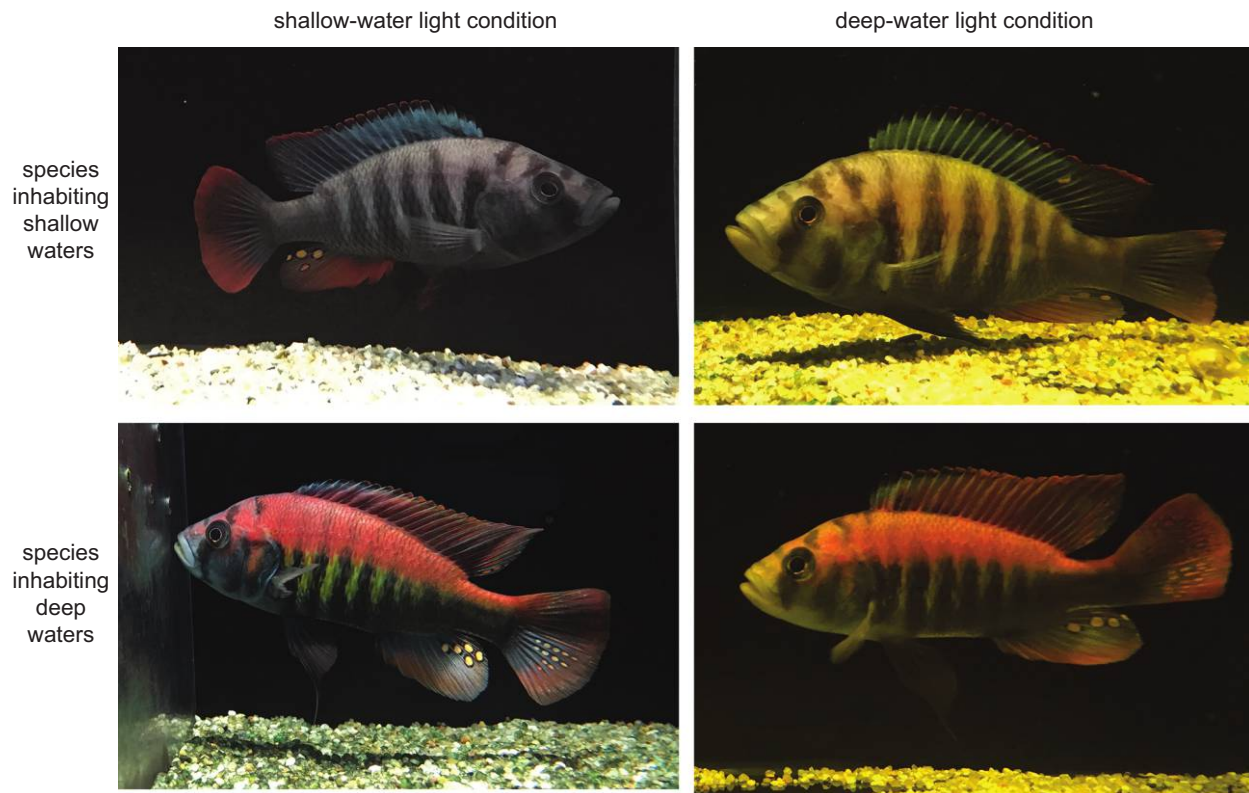 shallow-water light condition
deep-water light condition
species
inhabiting
shallow
waters
species
inhabiting
deep
waters